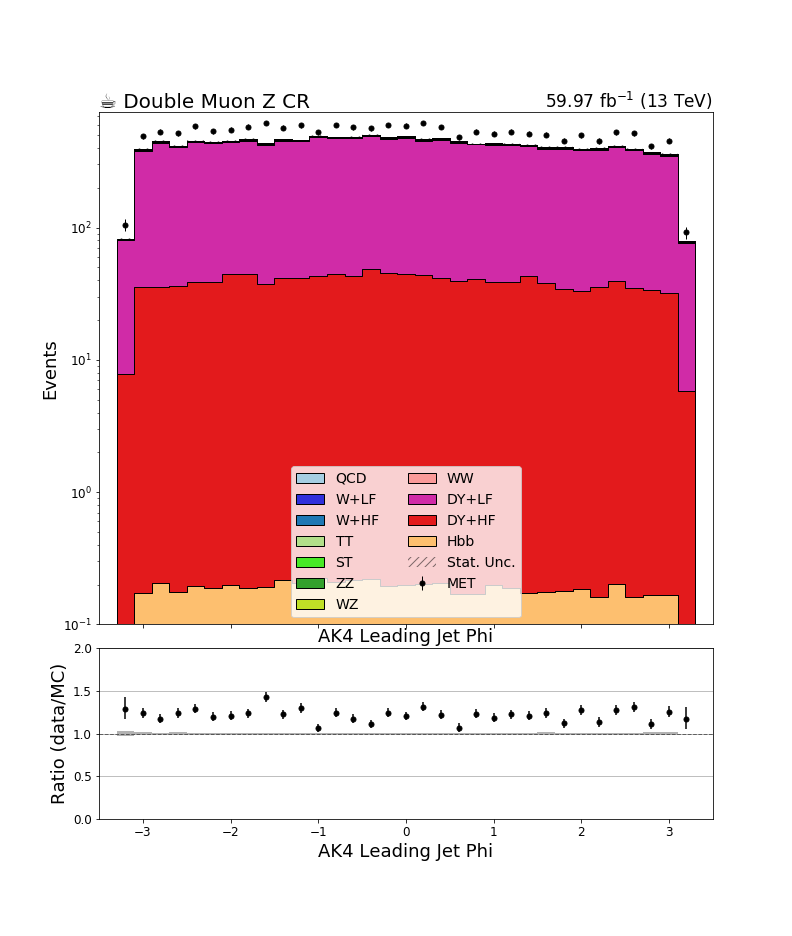 ☕ Double Muon Z CR 59.97 fb⁻¹ (13 TeV)
Events
10²
10¹
10⁰
10⁻¹
QCD WW
W+LF DY+LF
W+HF DY+HF
TT Hbb
ST Stat. Unc.
ZZ MET
WZ
AK4 Leading Jet Phi
Ratio (data/MC)
2.0
1.5
1.0
0.5
0.0
−3 −2 −1 0 1 2 3
AK4 Leading Jet Phi